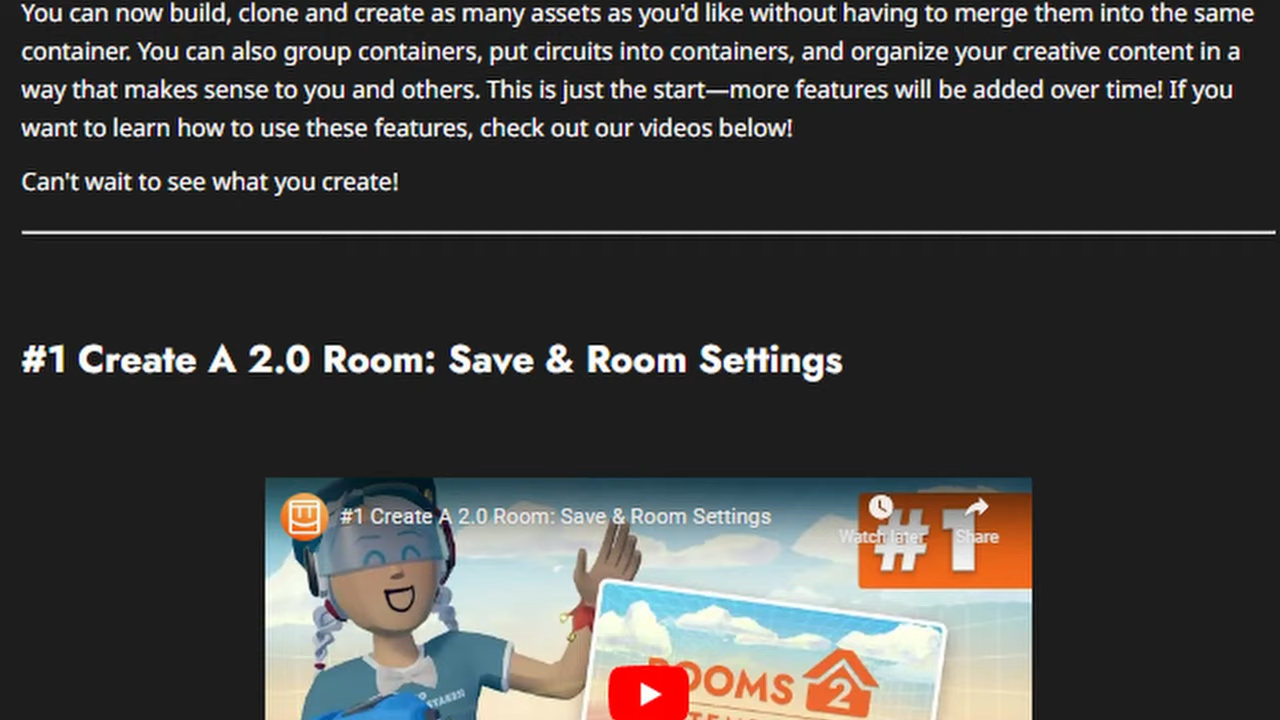 You can now build, clone and create as many assets as you'd like without having to merge them into the same
container. You can also group containers, put circuits into containers, and organize your creative content in a
way that makes sense to you and others. This is just the start—more features will be added over time! If you
want to learn how to use these features, check out our videos below!
Can't wait to see what you create!
#1 Create A 2.0 Room: Save & Room Settings
#1 Create A 2.0 Room: Save & Room Settings
Watch later
Share
#1
ROOMS 2